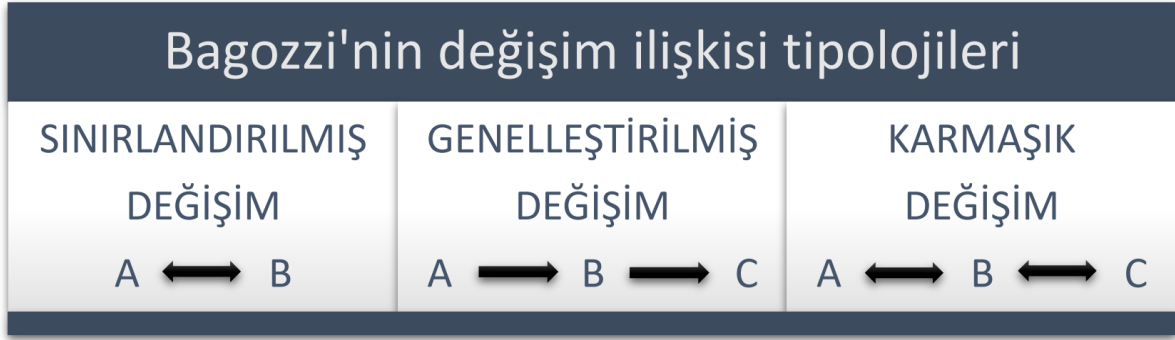 Bagozzi'nin değişim ilişkisi tipolojileri
SINIRLANDIRILMIŞ
DEĞİŞİM
A B
GENELLEŞTİRİLMİŞ
DEĞİŞİM
A B C
KARMAŞIK
DEĞİŞİM
A B C